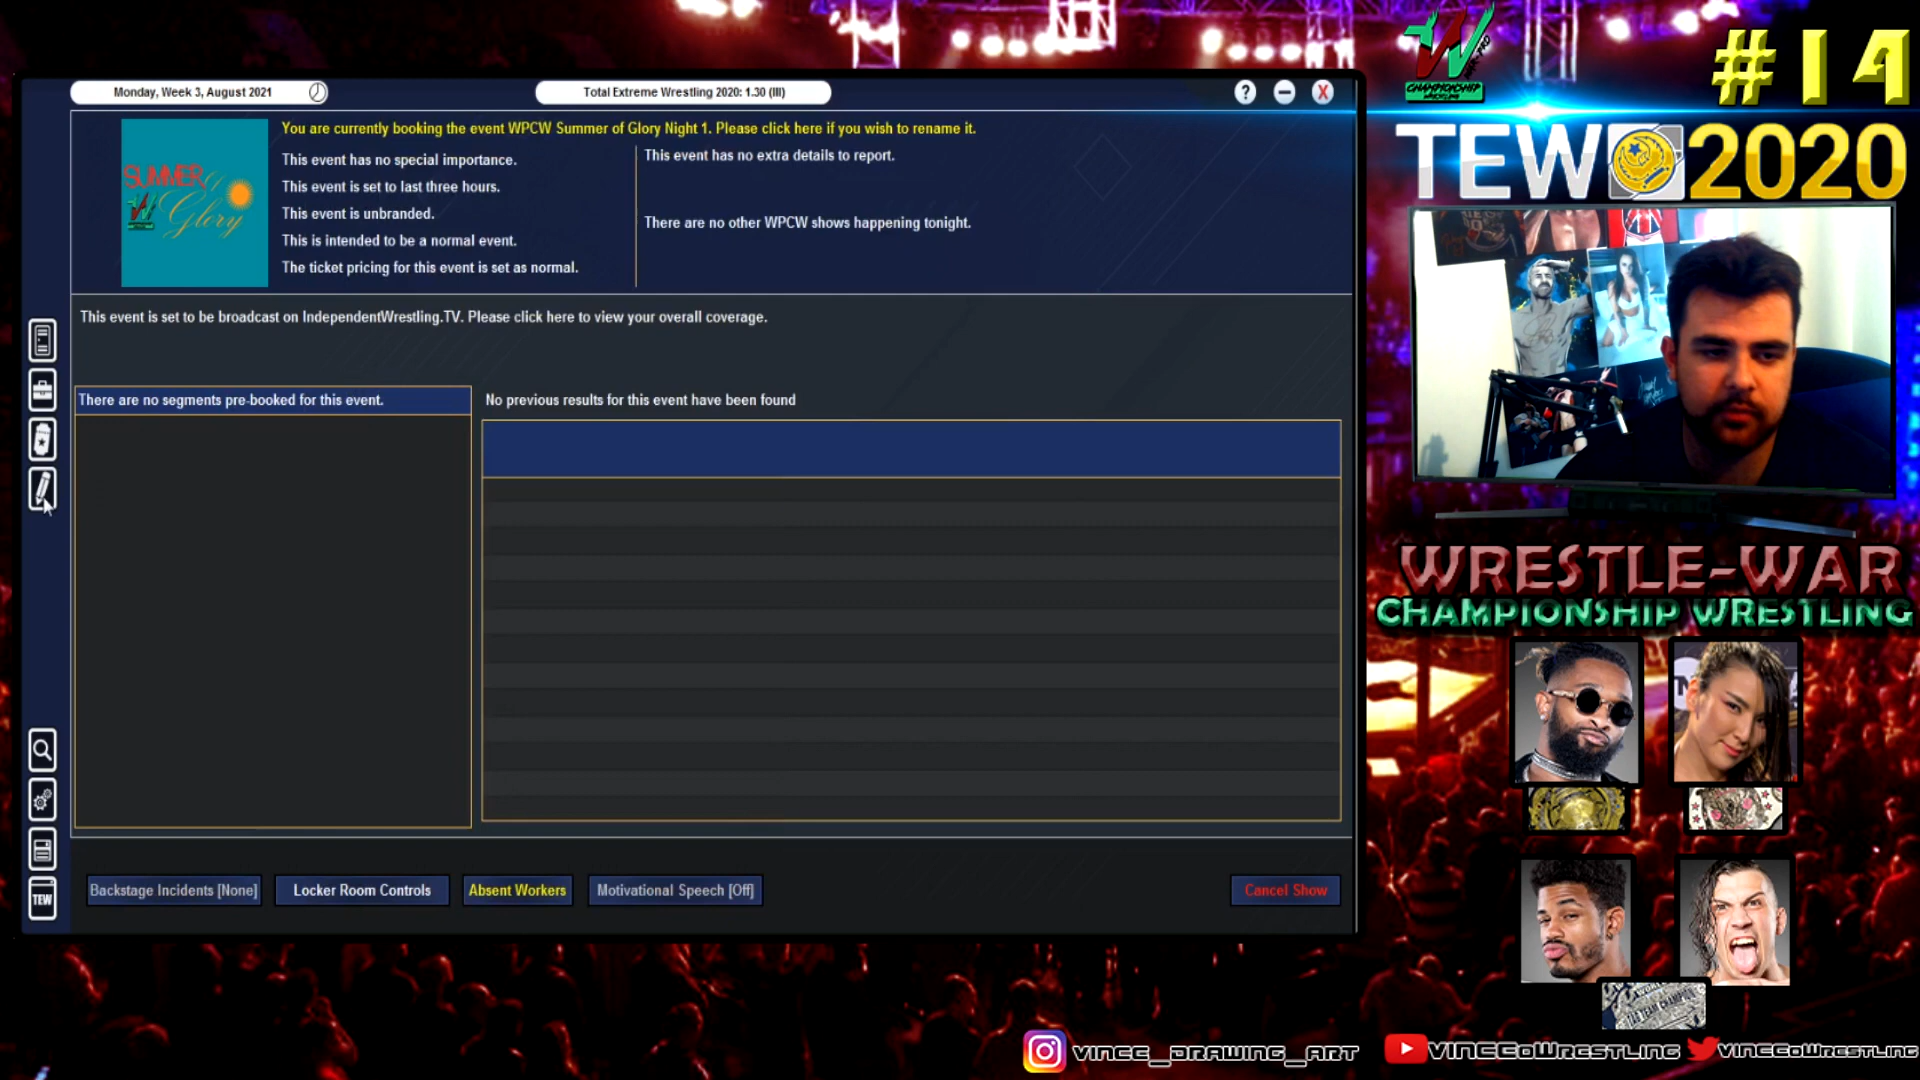 Monday, Week 3, August 2021
Total Extreme Wrestling 2020: 1.30 (III)
?
X
You are currently booking the event WPCW Summer of Glory Night 1. Please click here if you wish to rename it.
This event has no special importance.
This event is set to last three hours.
This event is unbranded.
This is intended to be a normal event.
The ticket pricing for this event is set as normal.
This event has no extra details to report.
There are no other WPCW shows happening tonight.
SUMMER of
Glory
This event is set to be broadcast on IndependentWrestling.TV. Please click here to view your overall coverage.
There are no segments pre-booked for this event.
No previous results for this event have been found
TEW
Backstage Incidents [None]
Locker Room Controls
Absent Workers
Motivational Speech [Off]
Cancel Show
CHAMPIONSHIP
#14
TEW 2020
WRESTLE-WAR
CHAMPIONSHIP WRESTLING
VINCE_DRAWING_ART
VINCEOWRESTLING
VINCEOWRESTLING